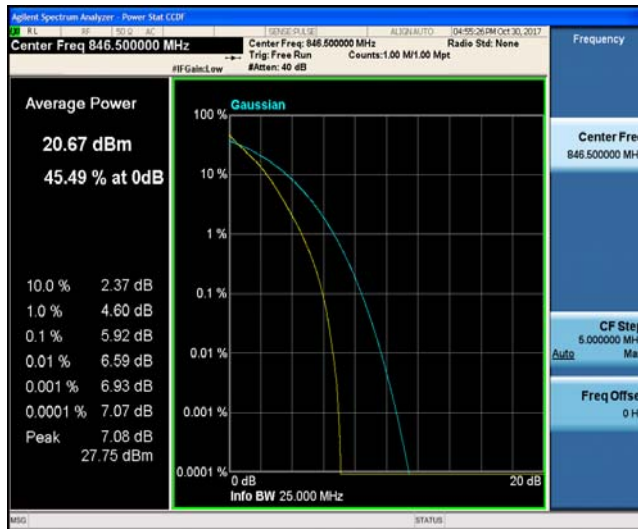 Agilent Spectrum Analyzer - Power Stat CCDF
RL RF 50 Ω AC SENSE:PULSE ALIGN AUTO 04:55:26 PM Oct 30, 2017
Center Freq 846.500000 MHz
Center Freq: 846.500000 MHz Radio Std: None
Trig: Free Run Counts:1.00 M/1.00 Mpt
#IFGain:Low #Atten: 40 dB
Frequency
Average Power
20.67 dBm
45.49 % at 0dB
10.0 % 2.37 dB
1.0 % 4.60 dB
0.1 % 5.92 dB
0.01 % 6.59 dB
0.001 % 6.93 dB
0.0001 % 7.07 dB
Peak 7.08 dB
27.75 dBm
Gaussian
100 %
10 %
1 %
0.1 %
0.01 %
0.001 %
0.0001 %
0 dB 20 dB
Info BW 25.000 MHz
Center Fre
846.500000 MH
CF Step
5.000000 MH
Auto Ma
Freq Offse
0 H
MSG STATUS